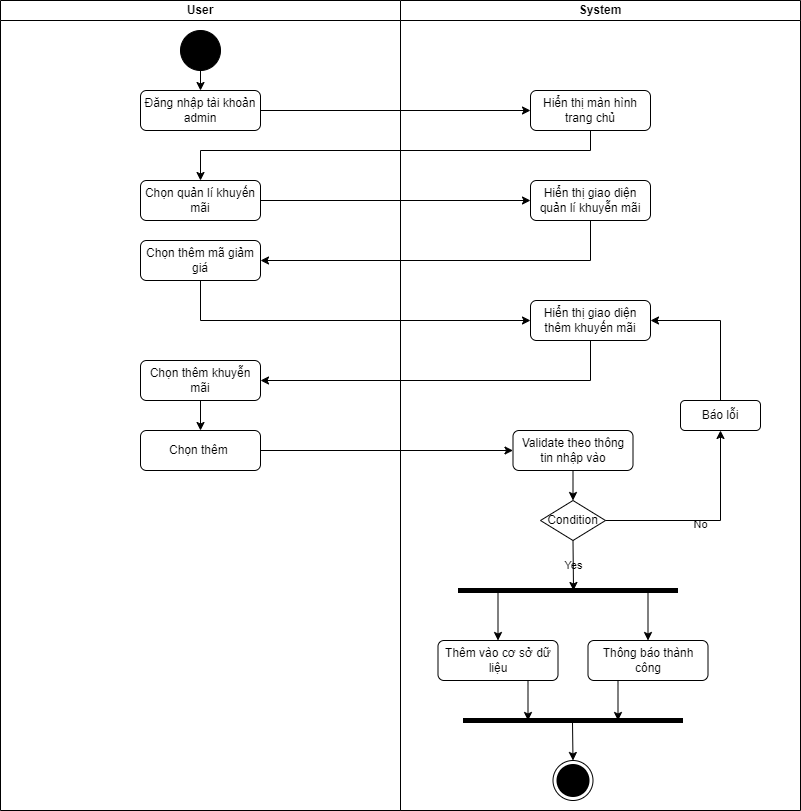 User
System
Đăng nhập tài khoản
admin
Hiển thị màn hình
trang chủ
Chọn quản lí khuyến
mãi
Hiển thị giao diện
quản lí khuyễn mãi
Chọn thêm mã giảm
giá
Hiển thị giao diện
thêm khuyến mãi
Chọn thêm khuyễn
mãi
Báo lỗi
Chọn thêm
Validate theo thông
tin nhập vào
Condition
No
Yes
Thêm vào cơ sở dữ
liệu
Thông báo thành
công